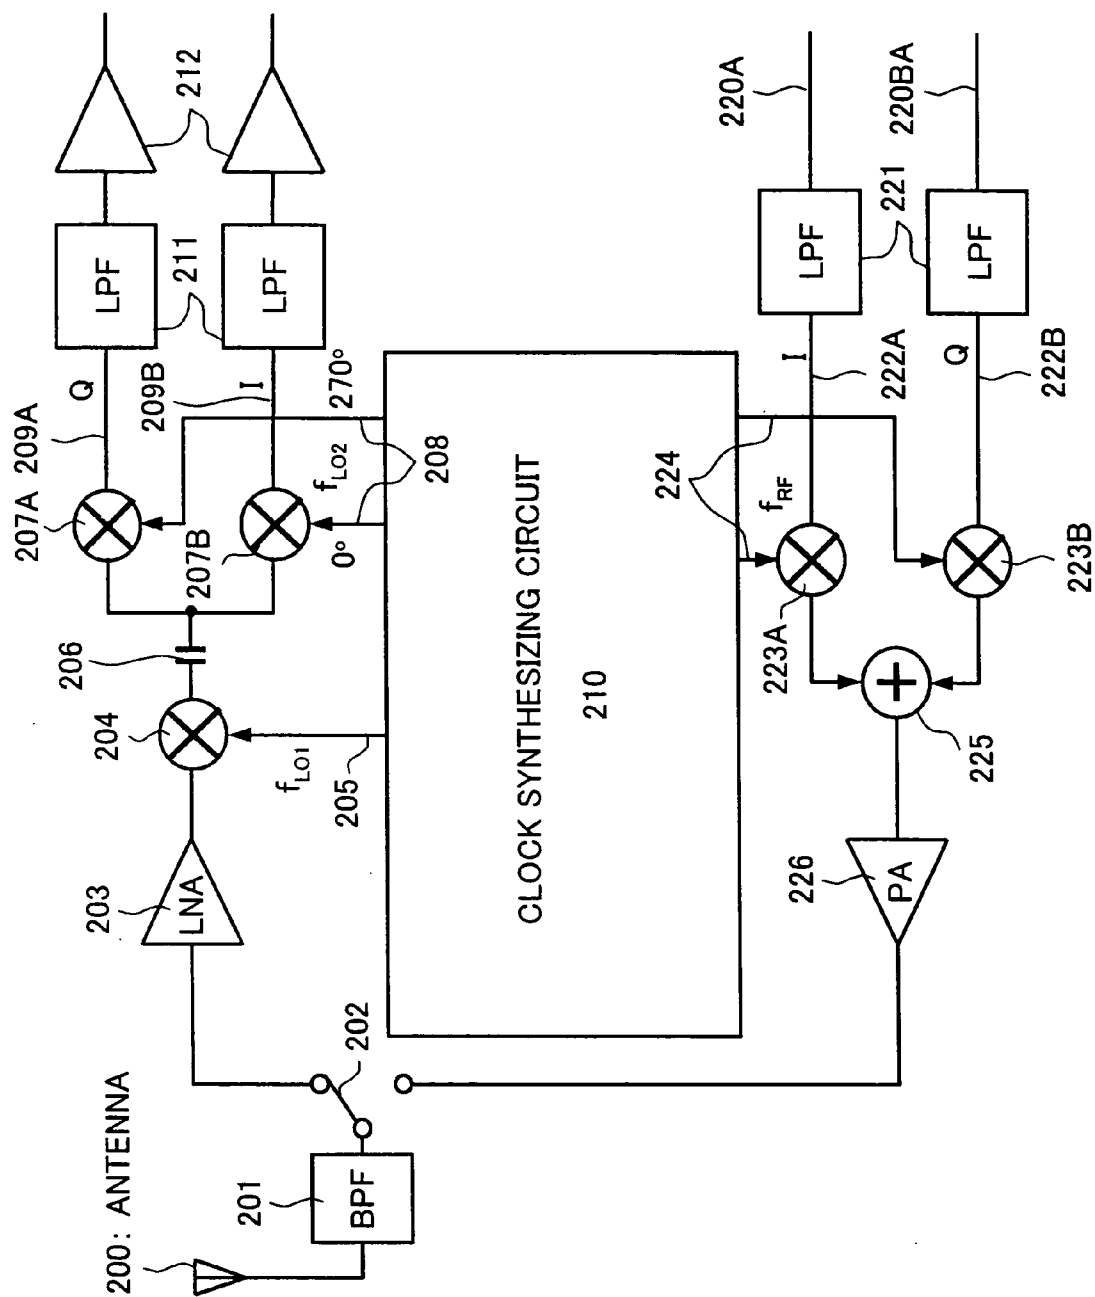 200: ANTENNA
201
BPF
202
203
LNA
204
f_LO1
205
206
207A
207B
209A
Q
209B
I
0°
f_LO2
270°
208
LPF
LPF
211
212
CLOCK SYNTHESIZING CIRCUIT
210
226
PA
225
223A
223B
f_RF
224
I
222A
Q
222B
LPF
LPF
221
220A
220BA